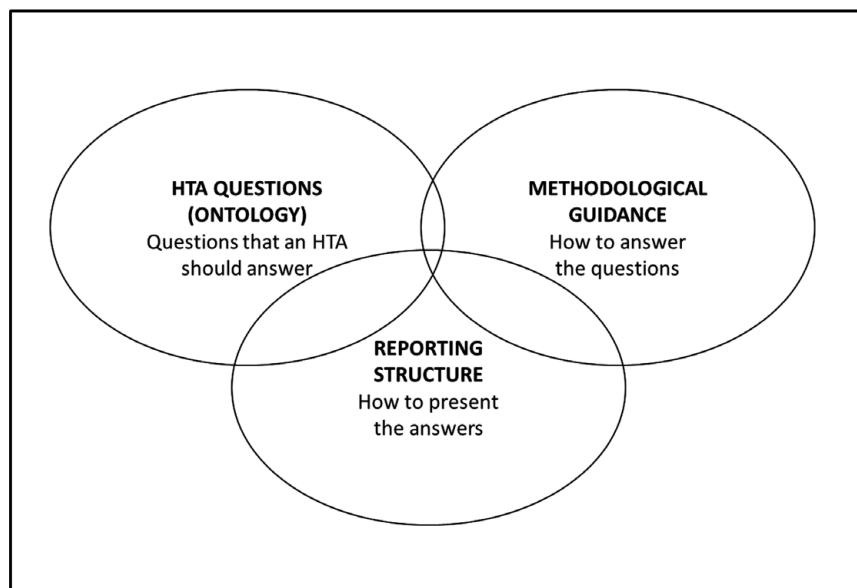 HTA QUESTIONS
(ONTOLOGY)
Questions that an HTA
should answer
METHODOLOGICAL
GUIDANCE
How to answer
the questions
REPORTING
STRUCTURE
How to present
the answers